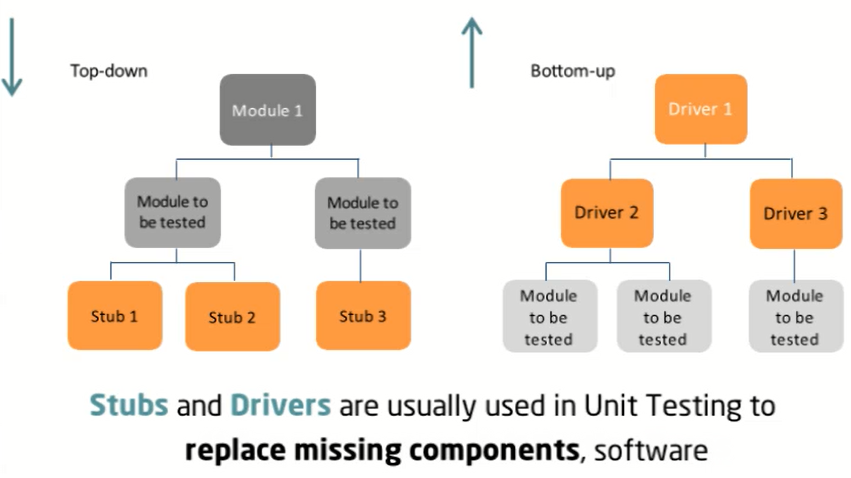 Top-down
Bottom-up
Module 1
Driver 1
Module to
be tested
Module to
be tested
Driver 2
Driver 3
Stub 1
Stub 2
Stub 3
Module
to be
tested
Module
to be
tested
Module
to be
tested
Stubs and Drivers are usually used in Unit Testing to
replace missing components, software